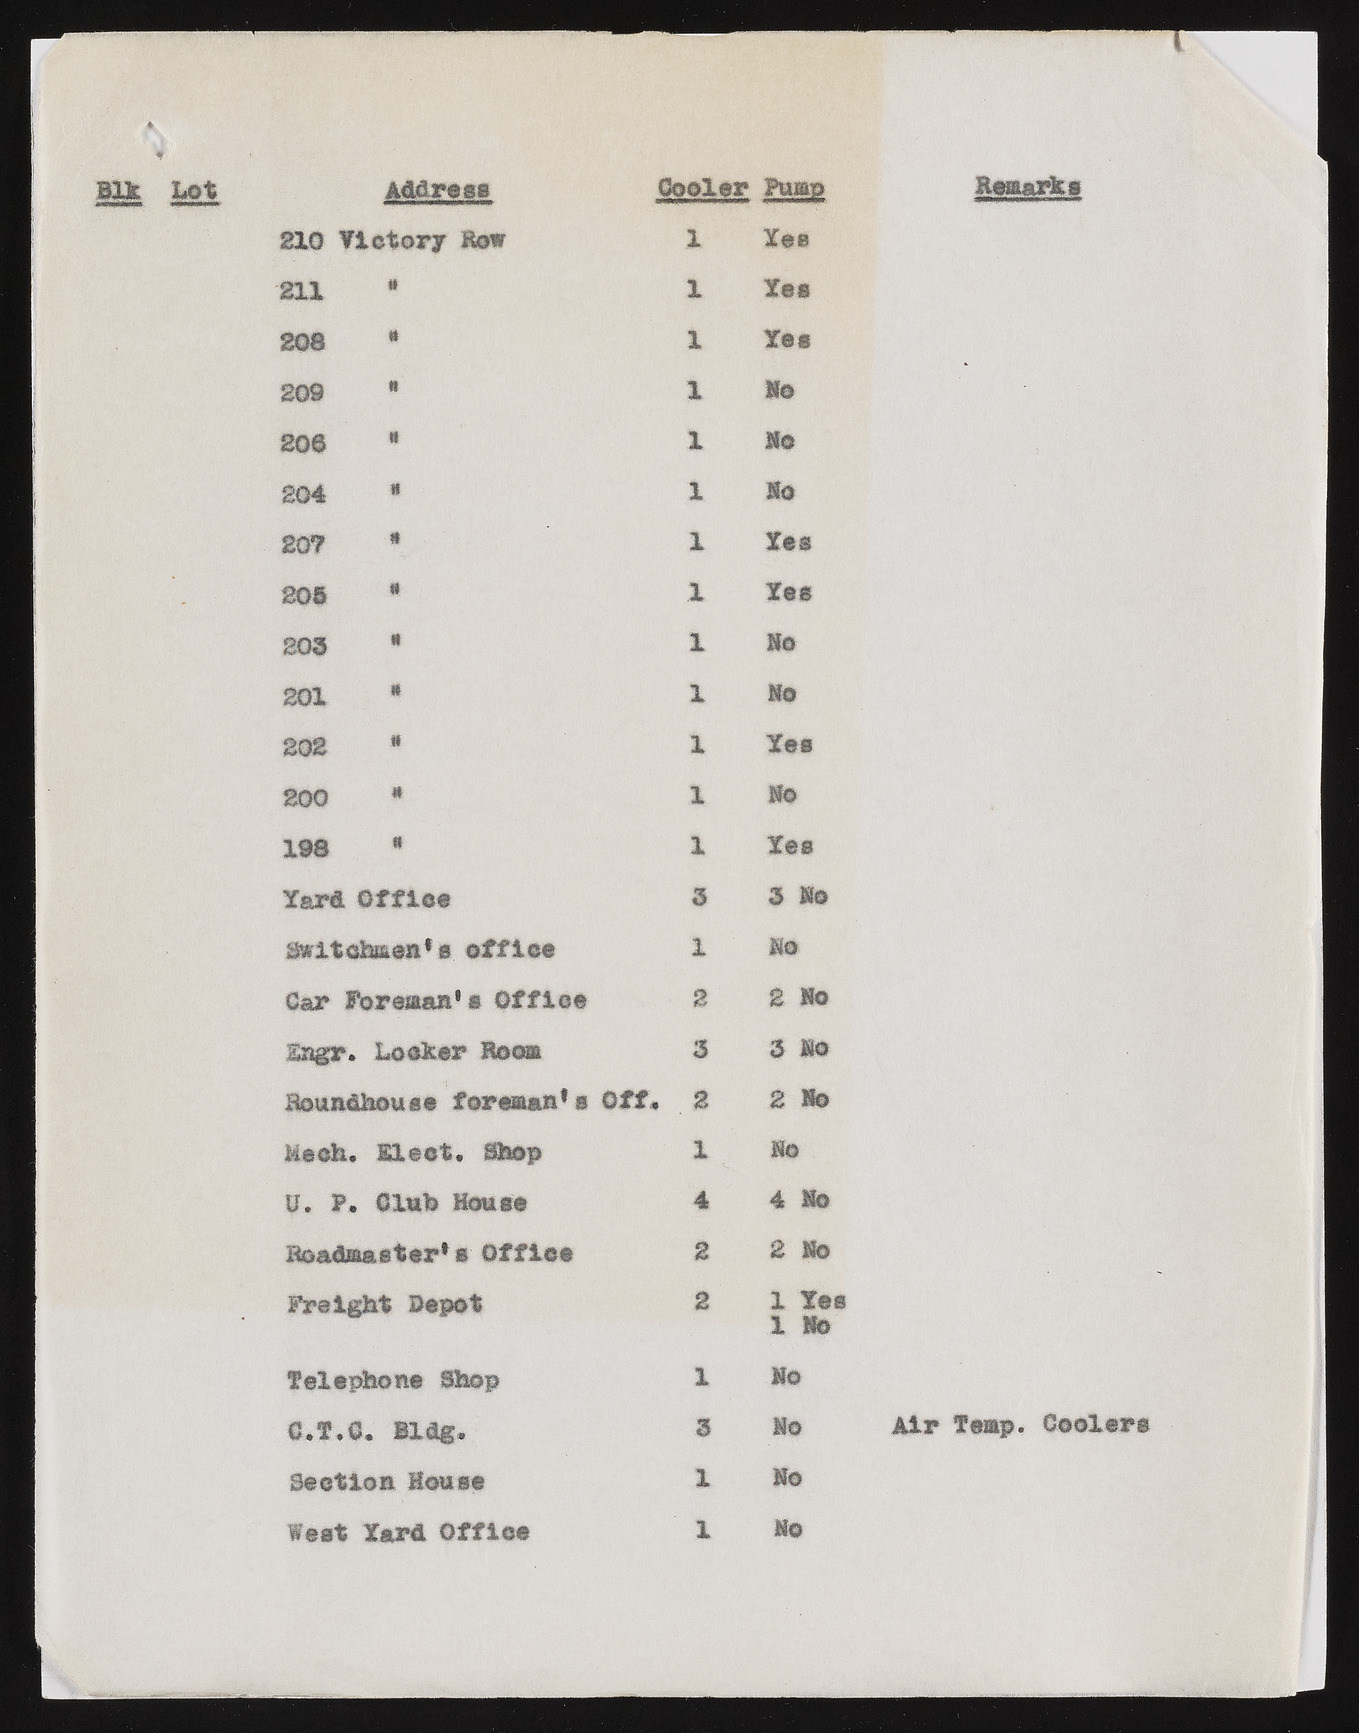 Blk Lot Address Cooler Pump Remarks
210 Victory Row 1 Yes
211 " 1 Yes
208 " 1 Yes
209 " 1 No
206 " 1 No
204 " 1 No
207 " 1 Yes
205 " 1 Yes
203 " 1 No
201 " 1 No
202 " 1 Yes
200 " 1 No
198 " 1 Yes
Yard Office 3 3 No
Switchmen's office 1 No
Car Foreman's Office 2 2 No
Engr. Locker Room 3 3 No
Roundhouse foreman's Off. 2 2 No
Mech. Elect. Shop 1 No
U. P. Club House 4 4 No
Roadmaster's Office 2 2 No
Freight Depot 2 1 Yes
1 No
Telephone Shop 1 No
C.T.C. Bldg. 3 No Air Temp. Coolers
Section House 1 No
West Yard Office 1 No